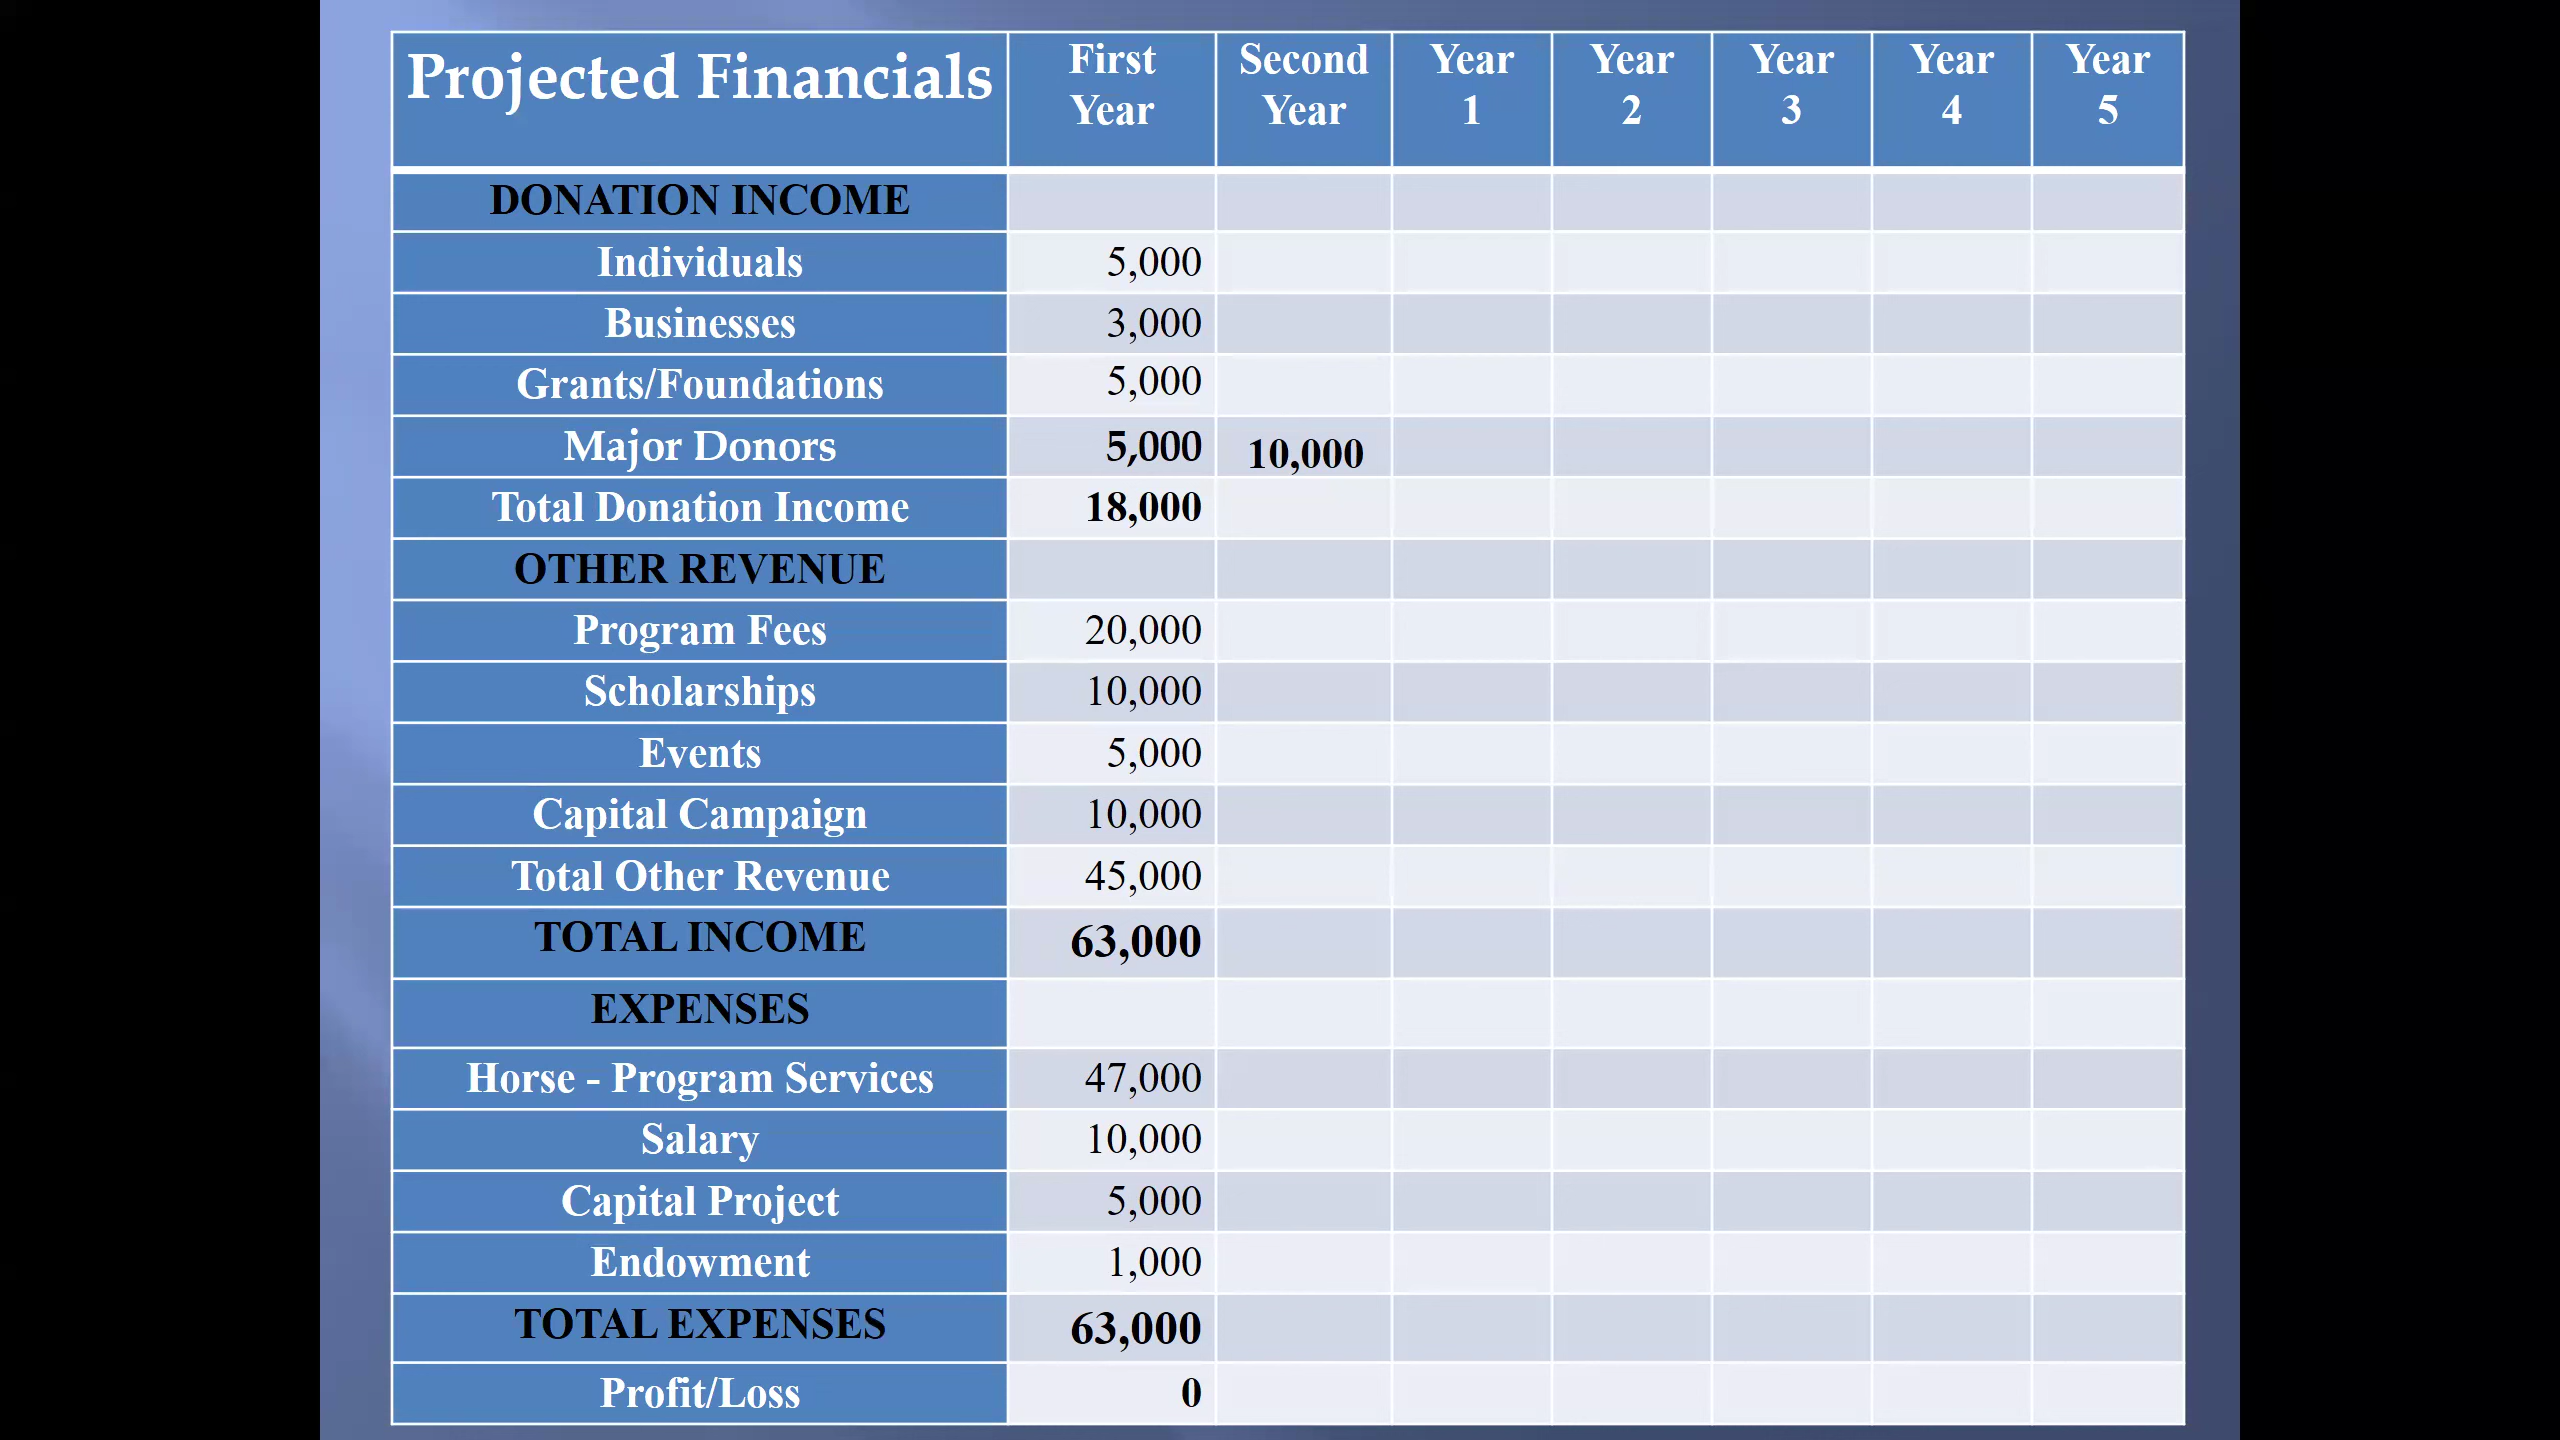 Projected Financials First Year Second Year Year 1 Year 2 Year 3 Year 4 Year 5
DONATION INCOME
Individuals 5,000
Businesses 3,000
Grants/Foundations 5,000
Major Donors 5,000 10,000
Total Donation Income 18,000
OTHER REVENUE
Program Fees 20,000
Scholarships 10,000
Events 5,000
Capital Campaign 10,000
Total Other Revenue 45,000
TOTAL INCOME 63,000
EXPENSES
Horse - Program Services 47,000
Salary 10,000
Capital Project 5,000
Endowment 1,000
TOTAL EXPENSES 63,000
Profit/Loss 0